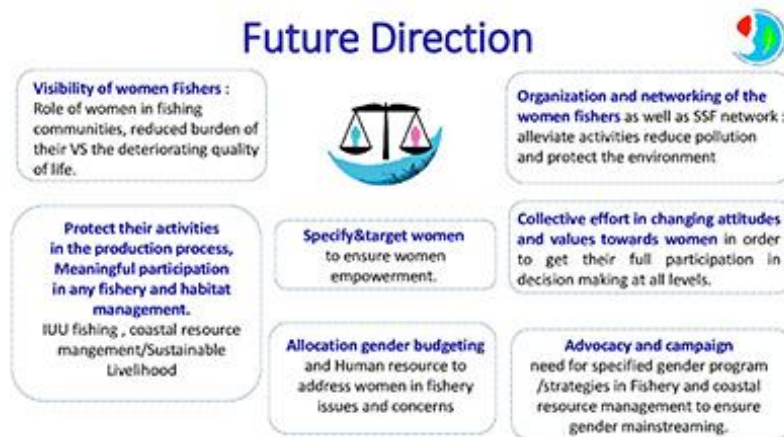 Future Direction
Visibility of women Fishers :
Role of women in fishing
communities, reduced burden of
their VS the deteriorating quality
of life.
Organization and networking of the
women fishers as well as SSF network :
alleviate activities reduce pollution
and protect the environment
Protect their activities
in the production process,
Meaningful participation
in any fishery and habitat
management.
IUU fishing , coastal resource
mangement/Sustainable
Livelihood
Specify&target women
to ensure women
empowerment.
Collective effort in changing attitudes
and values towards women in order
to get their full participation in
decision making at all levels.
Allocation gender budgeting
and Human resource to
address women in fishery
issues and concerns
Advocacy and campaign
need for specified gender program
/strategies in Fishery and coastal
resource management to ensure
gender mainstreaming.